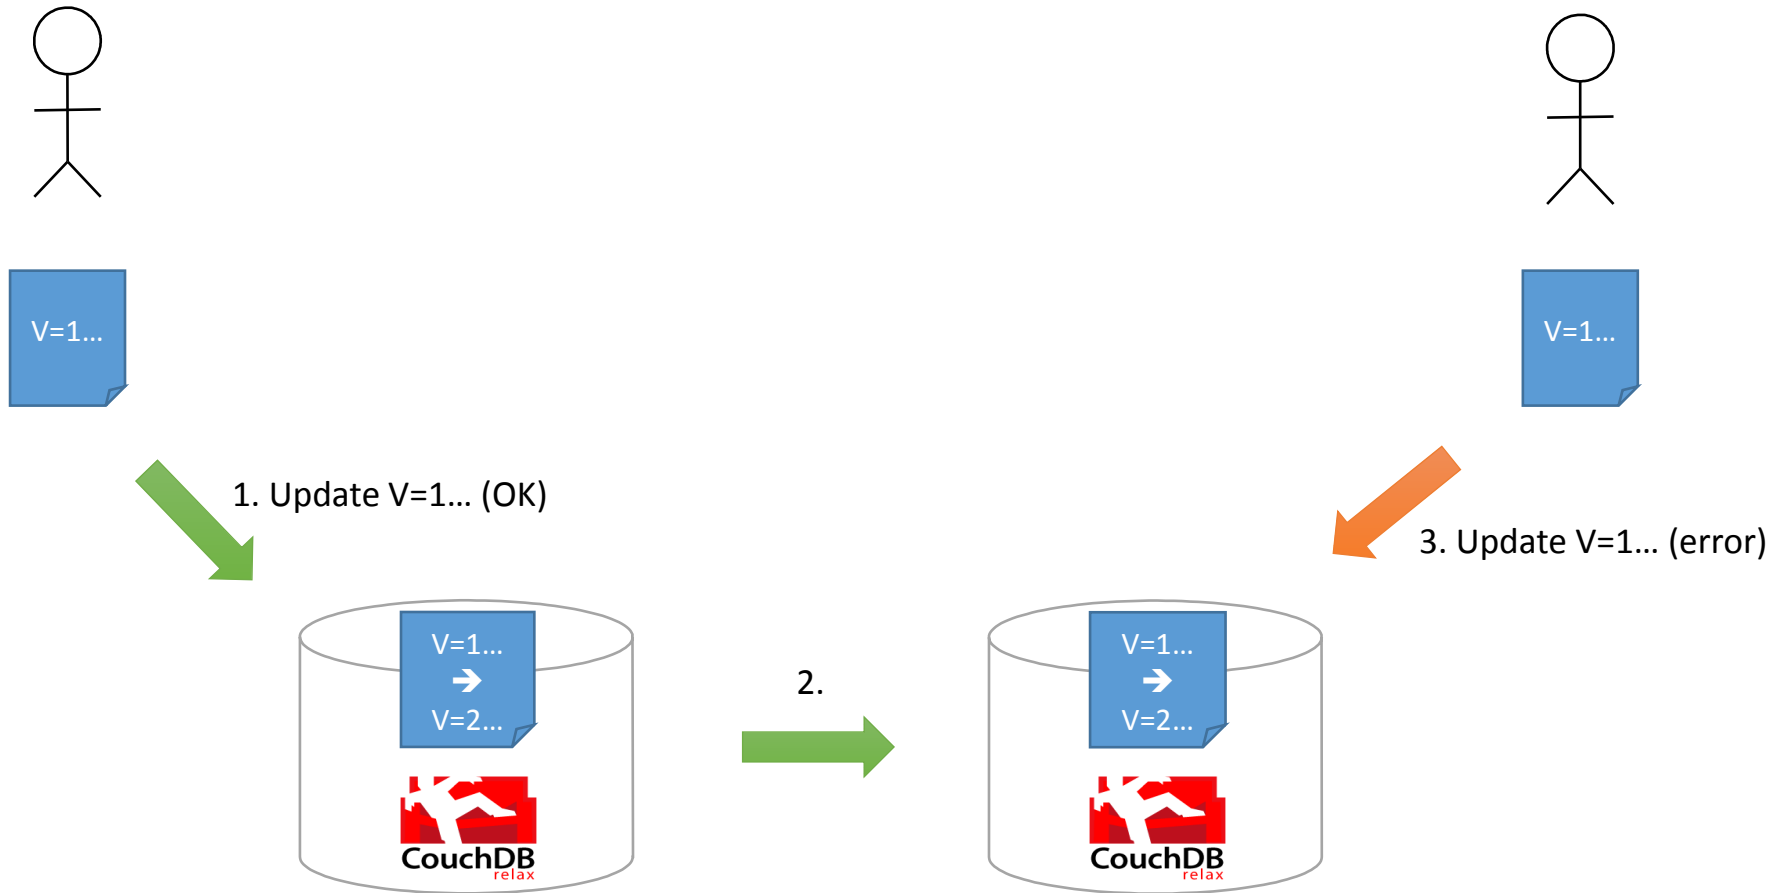 V=1...
V=1...
1. Update V=1... (OK)
3. Update V=1... (error)
V=1...
➔
V=2...
2.
V=1...
➔
V=2...
CouchDB
relax
CouchDB
relax